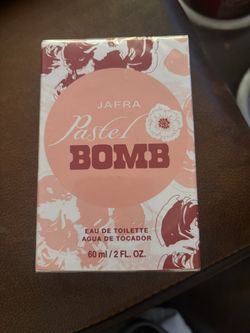 JAFRA
Pastel
BOMB
EAU DE TOILETTE
AGUA DE TOCADOR
60 ml / 2 FL. OZ.